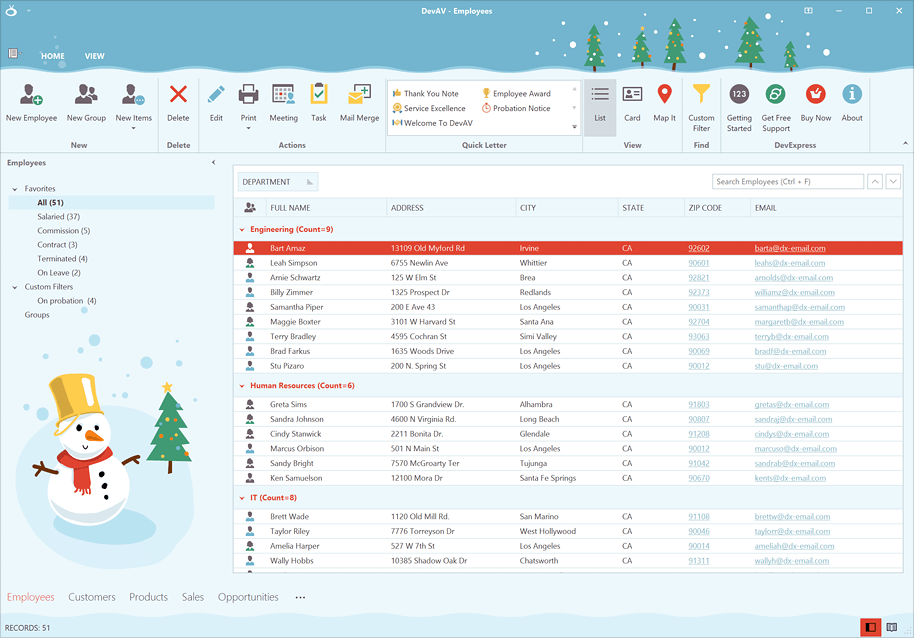 DevAV - Employees
HOME VIEW
New Employee New Group New Items Delete Edit Print Meeting Task Mail Merge
Thank You Note Employee Award
Service Excellence Probation Notice
Welcome To DevAV
List Card Map It Custom Filter 123 Getting Started Get Free Support Buy Now About
New Delete Actions Quick Letter View Find DevExpress
Employees
Favorites
All (51)
Salaried (37)
Commission (5)
Contract (3)
Terminated (4)
On Leave (2)
Custom Filters
On probation (4)
Groups
DEPARTMENT Search Employees (Ctrl + F)
FULL NAME ADDRESS CITY STATE ZIP CODE EMAIL
Engineering (Count=9)
Bart Amaz 13109 Old Myford Rd Irvine CA 92602 barta@dx-email.com
Leah Simpson 6755 Newlin Ave Whittier CA 90601 leahs@dx-email.com
Arnie Schwartz 125 W Elm St Brea CA 92821 arnolds@dx-email.com
Billy Zimmer 1325 Prospect Dr Redlands CA 92373 williamz@dx-email.com
Samantha Piper 200 E Ave 43 Los Angeles CA 90031 samanthap@dx-email.com
Maggie Boxter 3101 W Harvard St Santa Ana CA 92704 margaretb@dx-email.com
Terry Bradley 4595 Cochran St Simi Valley CA 93063 terryb@dx-email.com
Brad Farkus 1635 Woods Drive Los Angeles CA 90069 bradf@dx-email.com
Stu Pizaro 200 N. Spring St Los Angeles CA 90012 stu@dx-email.com
Human Resources (Count=6)
Greta Sims 1700 S Grandview Dr. Alhambra CA 91803 gretas@dx-email.com
Sandra Johnson 4600 N Virginia Rd. Long Beach CA 90807 sandraj@dx-email.com
Cindy Stanwick 2211 Bonita Dr. Glendale CA 91208 cindys@dx-email.com
Marcus Orbison 501 N Main St Los Angeles CA 90012 marcuso@dx-email.com
Sandy Bright 7570 McGroarty Ter Tujunga CA 91042 sandrab@dx-email.com
Ken Samuelson 12100 Mora Dr Santa Fe Springs CA 90670 kents@dx-email.com
IT (Count=8)
Brett Wade 1120 Old Mill Rd. San Marino CA 91108 brettw@dx-email.com
Taylor Riley 7776 Torreyson Dr West Hollywood CA 90046 taylorr@dx-email.com
Amelia Harper 527 W 7th St Los Angeles CA 90014 ameliah@dx-email.com
Wally Hobbs 10385 Shadow Oak Dr Chatsworth CA 91311 wallyh@dx-email.com
Employees Customers Products Sales Opportunities ...
RECORDS: 51